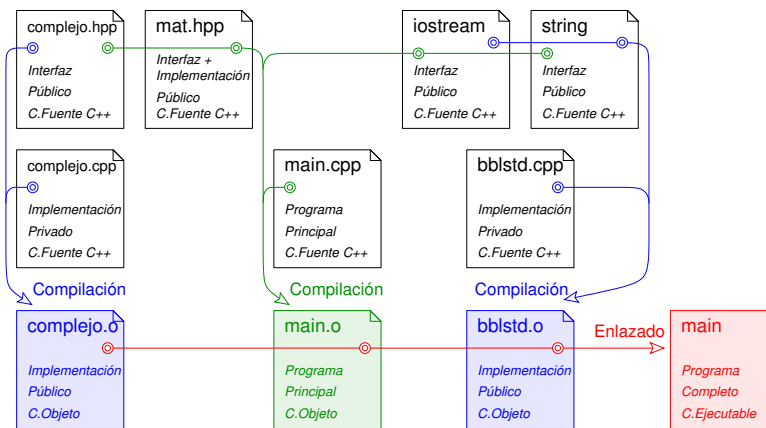 complejo.hpp
Interfaz
Público
C.Fuente C++
mat.hpp
Interfaz +
Implementación
Público
C.Fuente C++
iostream
Interfaz
Público
C.Fuente C++
string
Interfaz
Público
C.Fuente C++
complejo.cpp
Implementación
Privado
C.Fuente C++
main.cpp
Programa
Principal
C.Fuente C++
bblstd.cpp
Implementación
Privado
C.Fuente C++
Compilación
Compilación
Compilación
complejo.o
Implementación
Público
C.Objeto
main.o
Programa
Principal
C.Objeto
bblstd.o
Implementación
Público
C.Objeto
Enlazado
main
Programa
Completo
C.Ejecutable